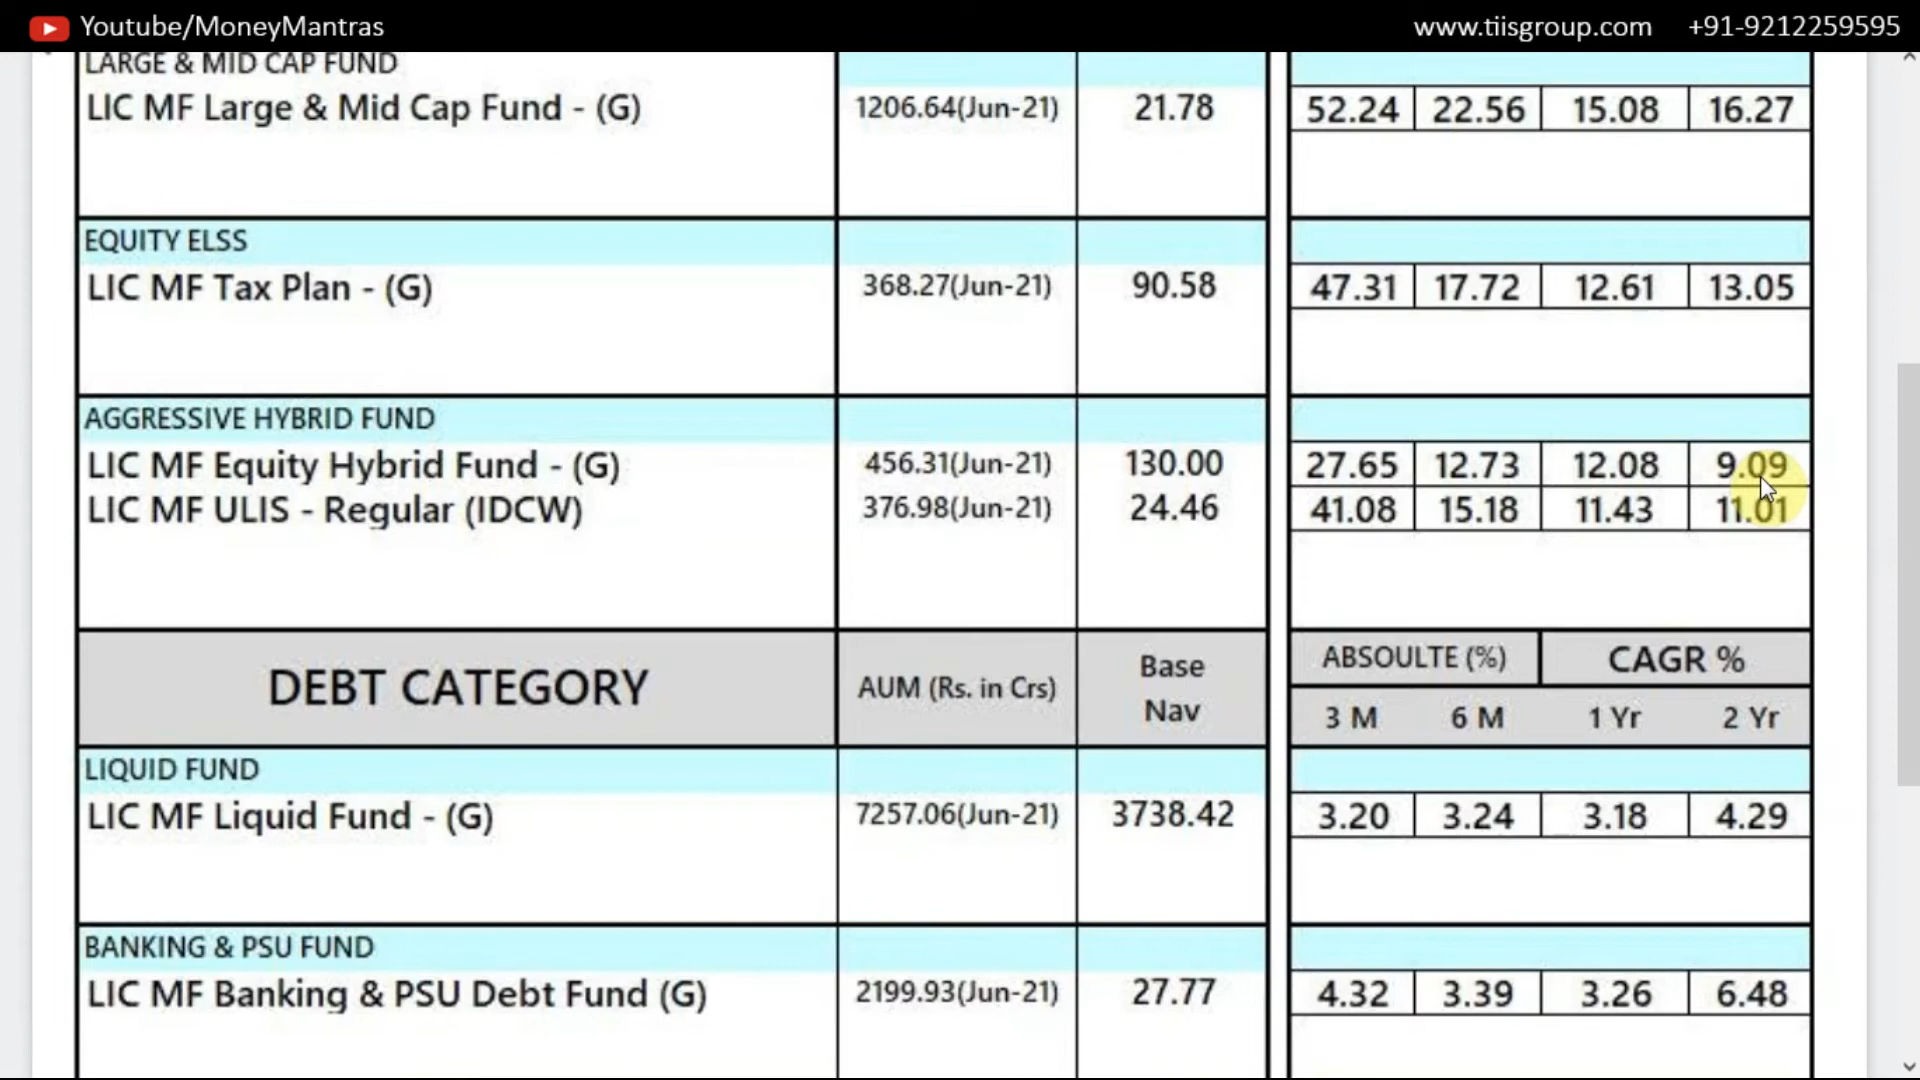 Youtube/MoneyMantras www.tiisgroup.com +91-9212259595
LARGE & MID CAP FUND
LIC MF Large & Mid Cap Fund - (G) 1206.64(Jun-21) 21.78 52.24 22.56 15.08 16.27
EQUITY ELSS
LIC MF Tax Plan - (G) 368.27(Jun-21) 90.58 47.31 17.72 12.61 13.05
AGGRESSIVE HYBRID FUND
LIC MF Equity Hybrid Fund - (G) 456.31(Jun-21) 130.00 27.65 12.73 12.08 9.09
LIC MF ULIS - Regular (IDCW) 376.98(Jun-21) 24.46 41.08 15.18 11.43 11.01
DEBT CATEGORY AUM (Rs. in Crs) Base Nav ABSOULTE (%) CAGR %
3 M 6 M 1 Yr 2 Yr
LIQUID FUND
LIC MF Liquid Fund - (G) 7257.06(Jun-21) 3738.42 3.20 3.24 3.18 4.29
BANKING & PSU FUND
LIC MF Banking & PSU Debt Fund (G) 2199.93(Jun-21) 27.77 4.32 3.39 3.26 6.48